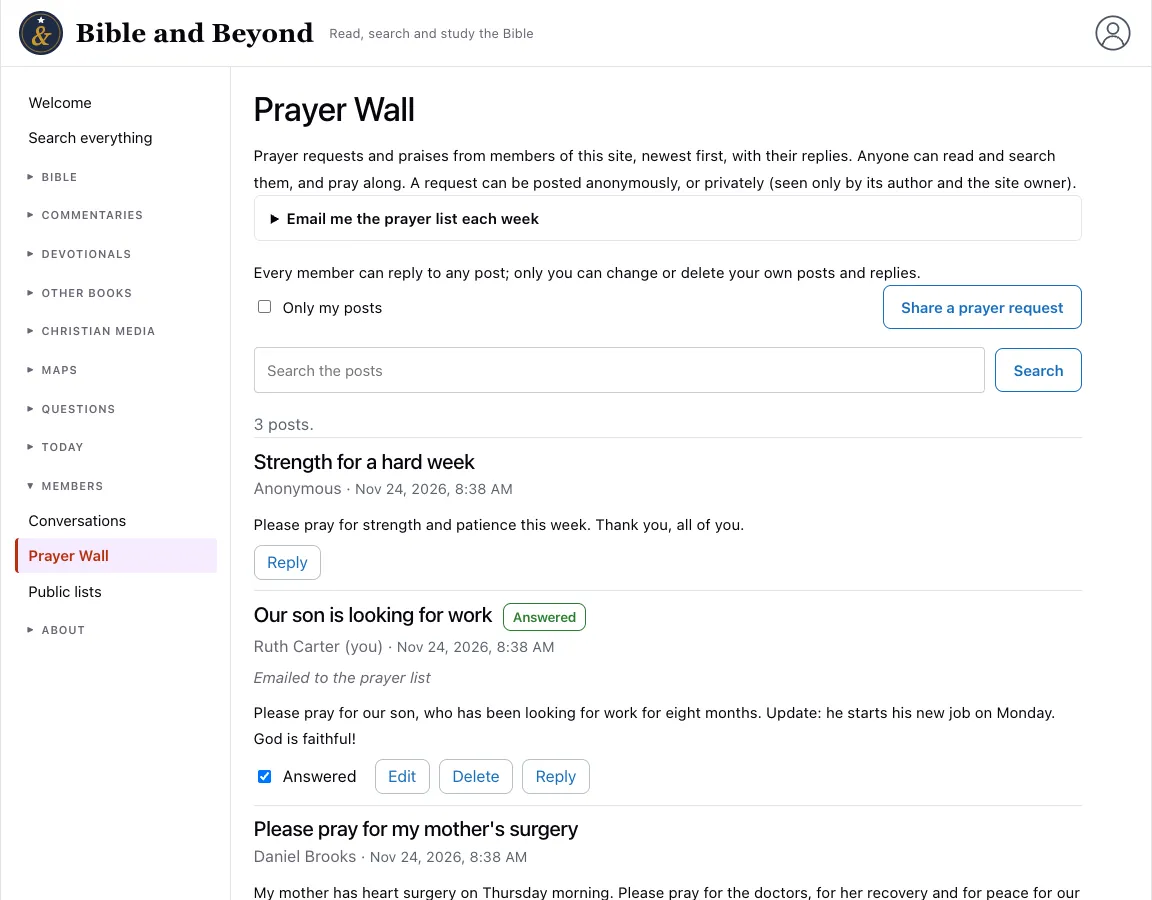 &
Bible and Beyond
Read, search and study the Bible
Welcome
Search everything
BIBLE
COMMENTARIES
DEVOTIONALS
OTHER BOOKS
CHRISTIAN MEDIA
MAPS
QUESTIONS
TODAY
MEMBERS
Conversations
Prayer Wall
Public lists
ABOUT
Prayer Wall
Prayer requests and praises from members of this site, newest first, with their replies. Anyone can read and search
them, and pray along. A request can be posted anonymously, or privately (seen only by its author and the site owner).
Email me the prayer list each week
Every member can reply to any post; only you can change or delete your own posts and replies.
Only my posts
Share a prayer request
Search the posts
Search
3 posts.
Strength for a hard week
Anonymous · Nov 24, 2026, 8:38 AM
Please pray for strength and patience this week. Thank you, all of you.
Reply
Our son is looking for work Answered
Ruth Carter (you) · Nov 24, 2026, 8:38 AM
Emailed to the prayer list
Please pray for our son, who has been looking for work for eight months. Update: he starts his new job on Monday.
God is faithful!
Answered Edit Delete Reply
Please pray for my mother's surgery
Daniel Brooks · Nov 24, 2026, 8:38 AM
My mother has heart surgery on Thursday morning. Please pray for the doctors, for her recovery and for peace for our